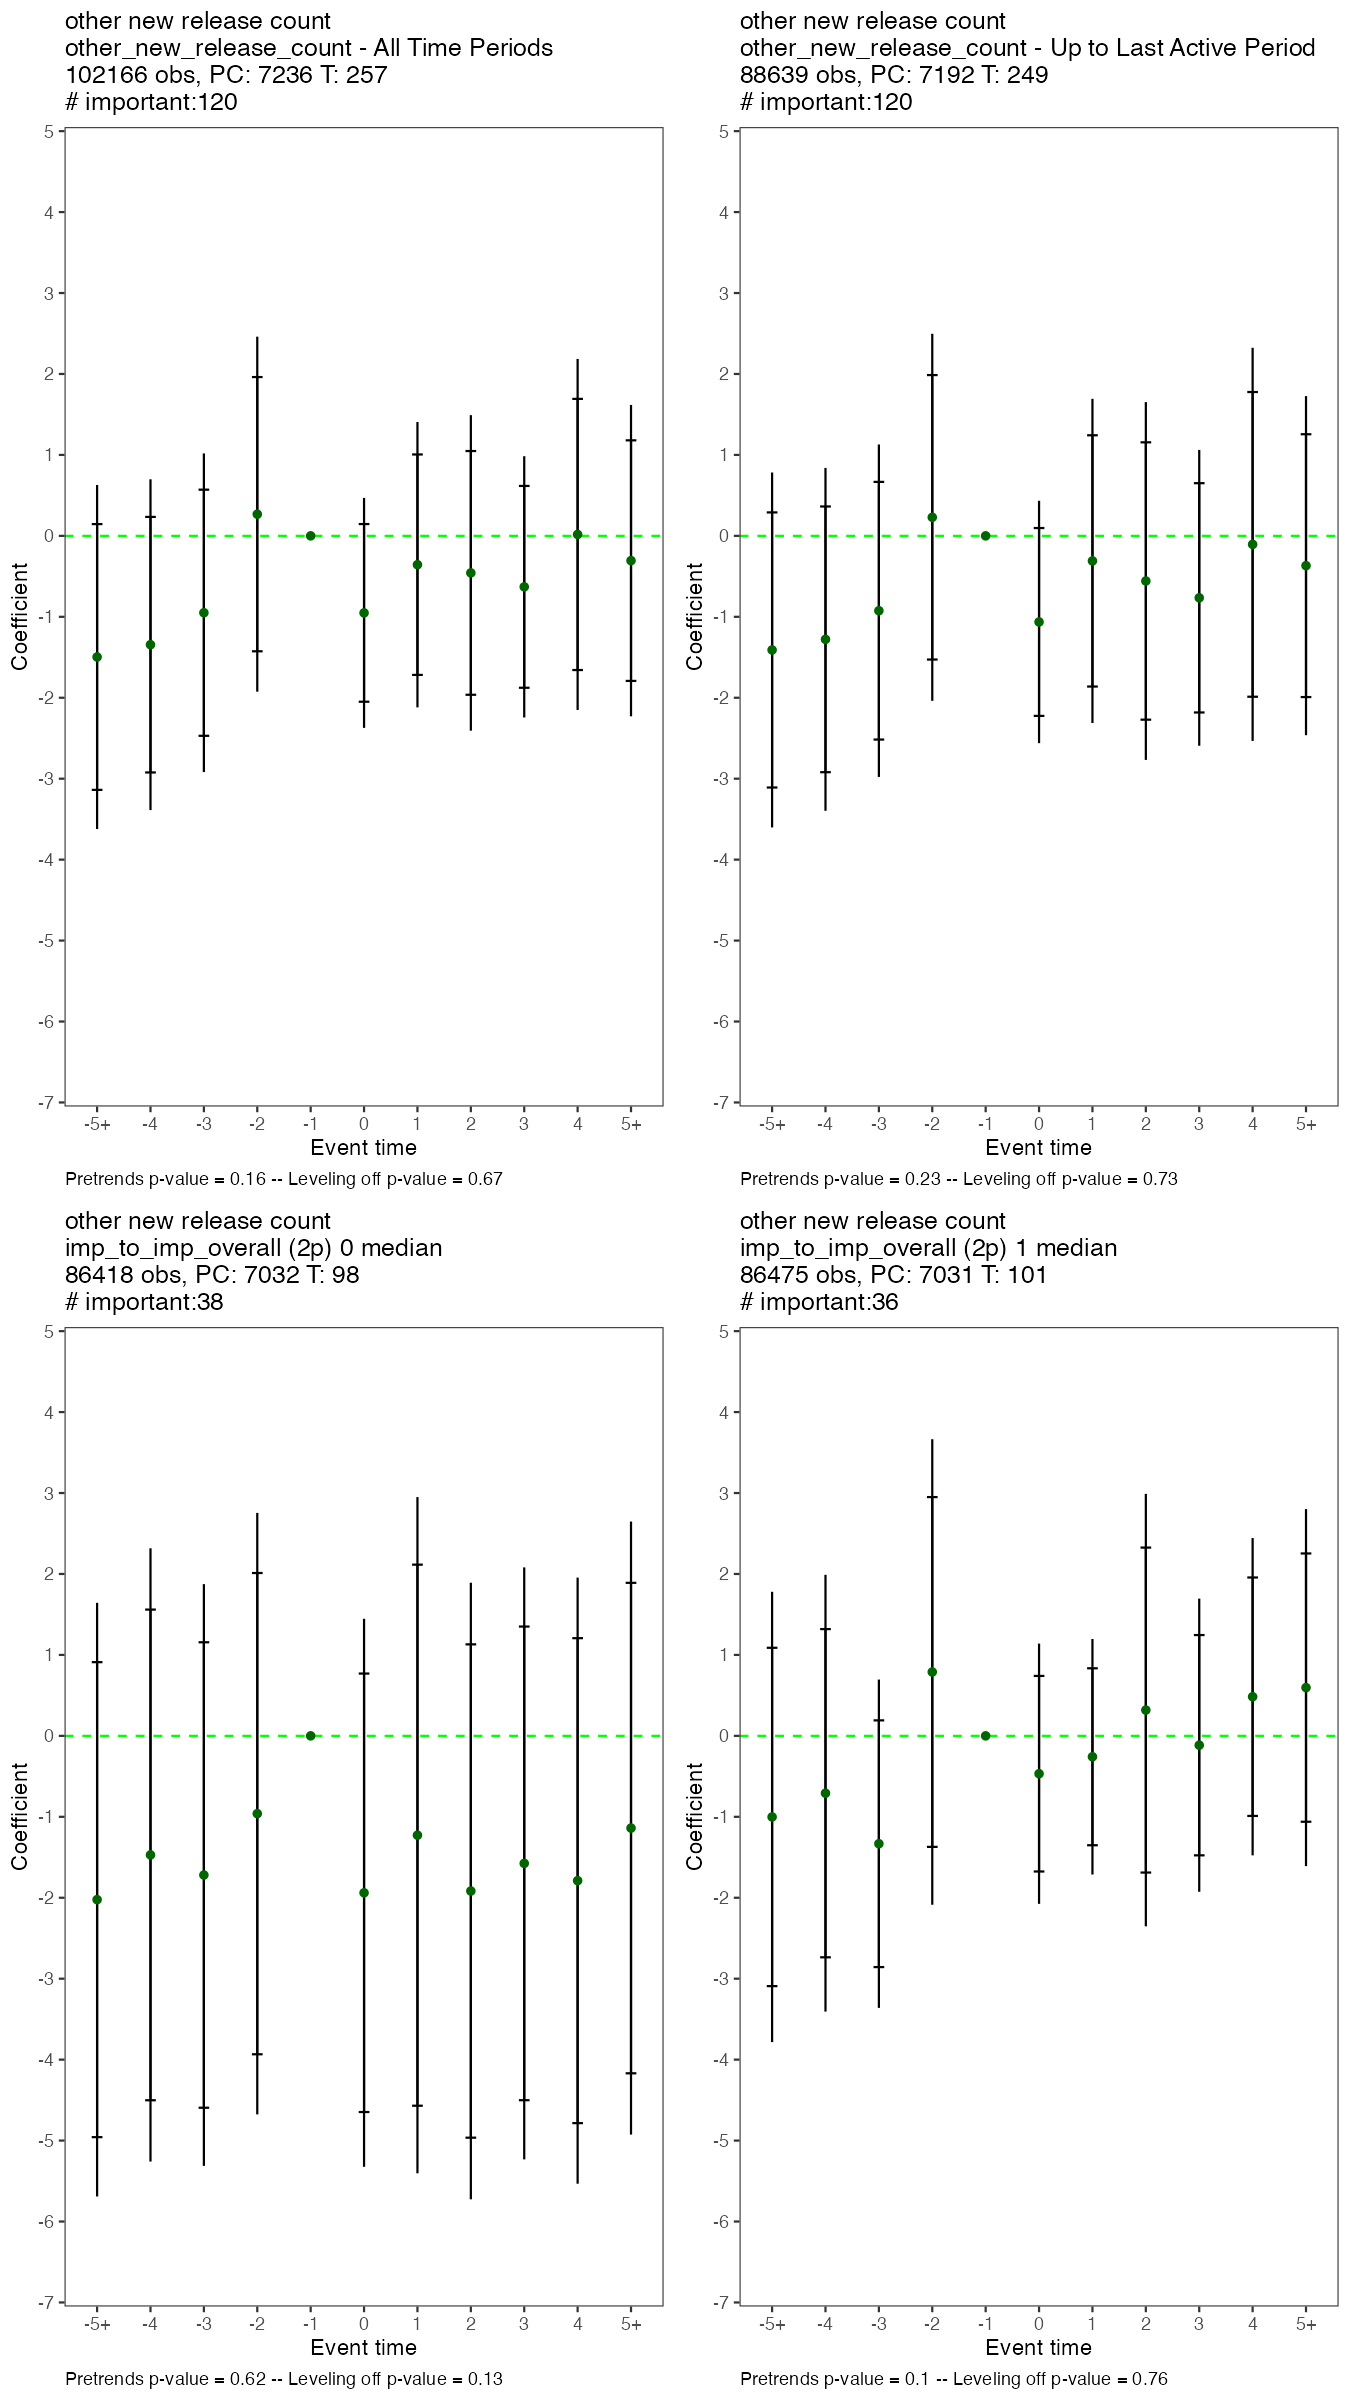 other new release count
other_new_release_count - All Time Periods
102166 obs, PC: 7236 T: 257
# important:120
5
4
3
2
1
0
-1
-2
-3
-4
-5
-6
-7
Coefficient
-5+ -4 -3 -2 -1 0 1 2 3 4 5+
Event time
Pretrends p-value = 0.16 -- Leveling off p-value = 0.67
other new release count
other_new_release_count - Up to Last Active Period
88639 obs, PC: 7192 T: 249
# important:120
5
4
3
2
1
0
-1
-2
-3
-4
-5
-6
-7
Coefficient
-5+ -4 -3 -2 -1 0 1 2 3 4 5+
Event time
Pretrends p-value = 0.23 -- Leveling off p-value = 0.73
other new release count
imp_to_imp_overall (2p) 0 median
86418 obs, PC: 7032 T: 98
# important:38
5
4
3
2
1
0
-1
-2
-3
-4
-5
-6
-7
Coefficient
-5+ -4 -3 -2 -1 0 1 2 3 4 5+
Event time
Pretrends p-value = 0.62 -- Leveling off p-value = 0.13
other new release count
imp_to_imp_overall (2p) 1 median
86475 obs, PC: 7031 T: 101
# important:36
5
4
3
2
1
0
-1
-2
-3
-4
-5
-6
-7
Coefficient
-5+ -4 -3 -2 -1 0 1 2 3 4 5+
Event time
Pretrends p-value = 0.1 -- Leveling off p-value = 0.76